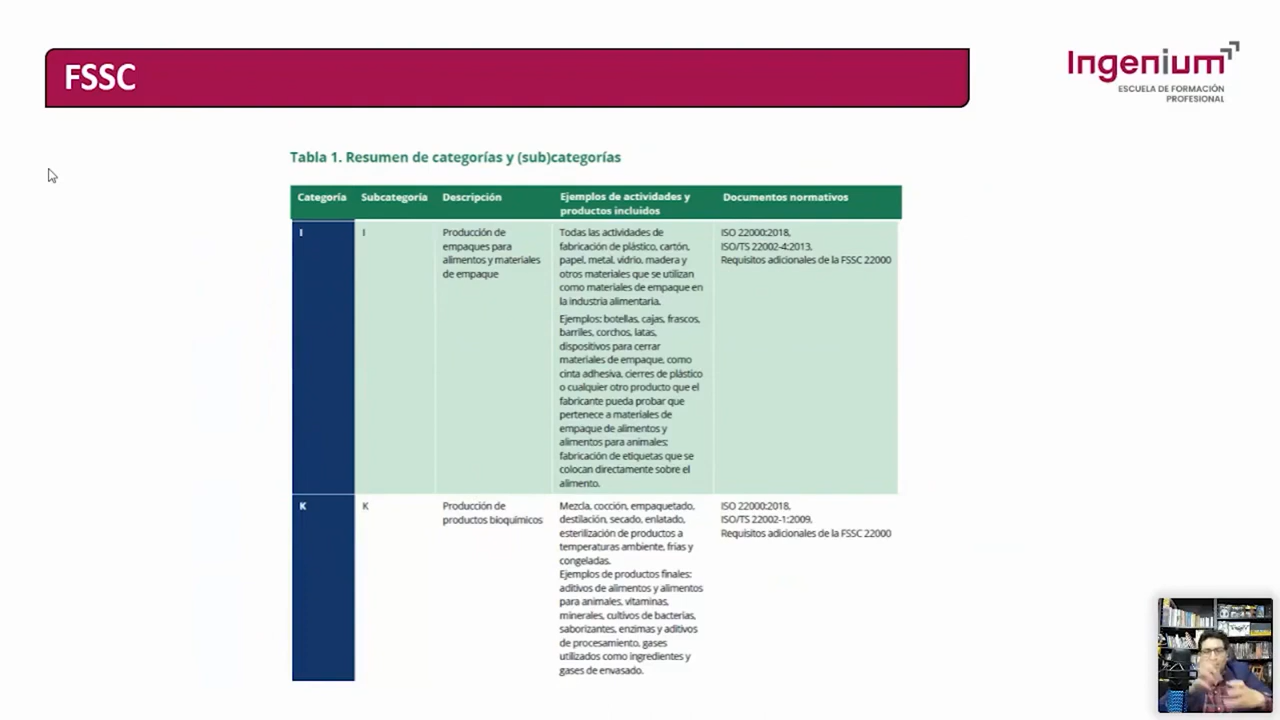 FSSC
Ingenium
ESCUELA DE FORMACIÓN
PROFESIONAL
Tabla 1. Resumen de categorías y (sub)categorías
Categoría
Subcategoría
Descripción
Ejemplos de actividades y
productos incluidos
Documentos normativos
I
I
Producción de
empaques para
alimentos y materiales
de empaque
Todas las actividades de
fabricación de plástico, cartón,
papel, metal, vidrio, madera y
otros materiales que se utilizan
como materiales de empaque en
la industria alimentaria.
Ejemplos: botellas, cajas, frascos,
barriles, corchos, latas,
dispositivos para cerrar
materiales de empaque, como
cinta adhesiva, cierres de plástico
o cualquier otro producto que el
fabricante pueda probar que
pertenece a materiales de
empaque de alimentos y
alimentos para animales:
fabricación de etiquetas que se
colocan directamente sobre el
alimento.
ISO 22000:2018,
ISO/TS 22002-4:2013,
Requisitos adicionales de la FSSC 22000
K
K
Producción de
productos bioquímicos
Mezcla, cocción, empaquetado,
destilación, secado, enlatado,
esterilización de productos a
temperaturas ambiente, frías y
congeladas.
Ejemplos de productos finales:
aditivos de alimentos y alimentos
para animales, vitaminas,
minerales, cultivos de bacterias,
saborizantes, enzimas y aditivos
de procesamiento, gases
utilizados como ingredientes y
gases de envasado.
ISO 22000:2018,
ISO/TS 22002-1:2009,
Requisitos adicionales de la FSSC 22000